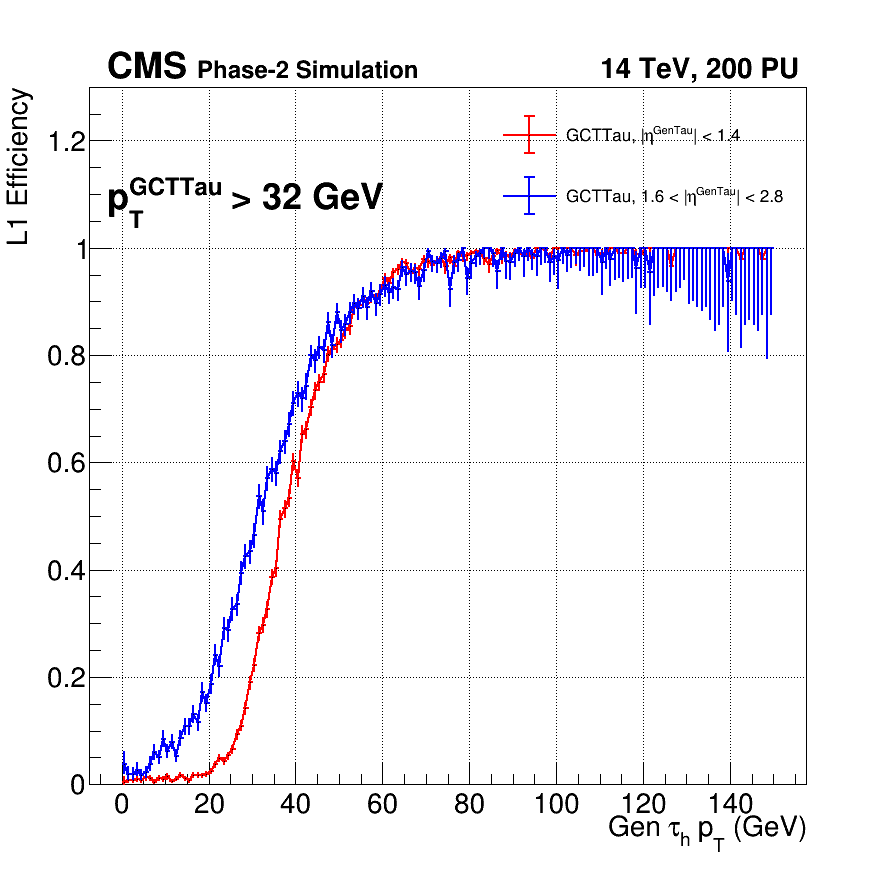 CMS Phase-2 Simulation 14 TeV, 200 PU
L1 Efficiency
GCTTau, |η^GenTau| < 1.4
p_T^GCTTau > 32 GeV
GCTTau, 1.6 < |η^GenTau| < 2.8
1.2
1
0.8
0.6
0.4
0.2
0
0 20 40 60 80 100 120 140
Gen τ_h p_T (GeV)